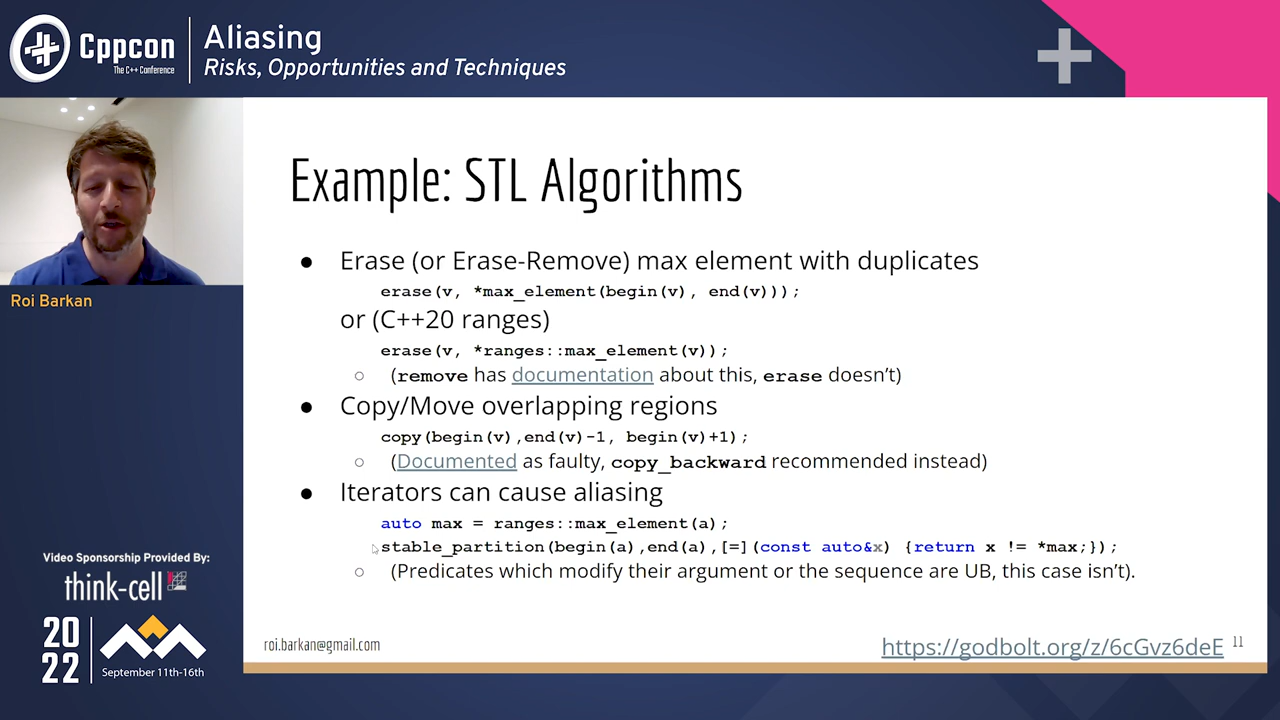 Cppcon
The C++ Conference
Aliasing
Risks, Opportunities and Techniques
Roi Barkan
Example: STL Algorithms
● Erase (or Erase-Remove) max element with duplicates
erase(v, *max_element(begin(v), end(v)));
or (C++20 ranges)
erase(v, *ranges::max_element(v));
○ (remove has documentation about this, erase doesn't)
● Copy/Move overlapping regions
copy(begin(v),end(v)-1, begin(v)+1);
○ (Documented as faulty, copy_backward recommended instead)
● Iterators can cause aliasing
auto max = ranges::max_element(a);
stable_partition(begin(a),end(a),[=](const auto&x) {return x != *max;});
○ (Predicates which modify their argument or the sequence are UB, this case isn't).
roi.barkan@gmail.com
https://godbolt.org/z/6cGvz6deE
11
Video Sponsorship Provided By:
think-cell
20
22
September 11th-16th